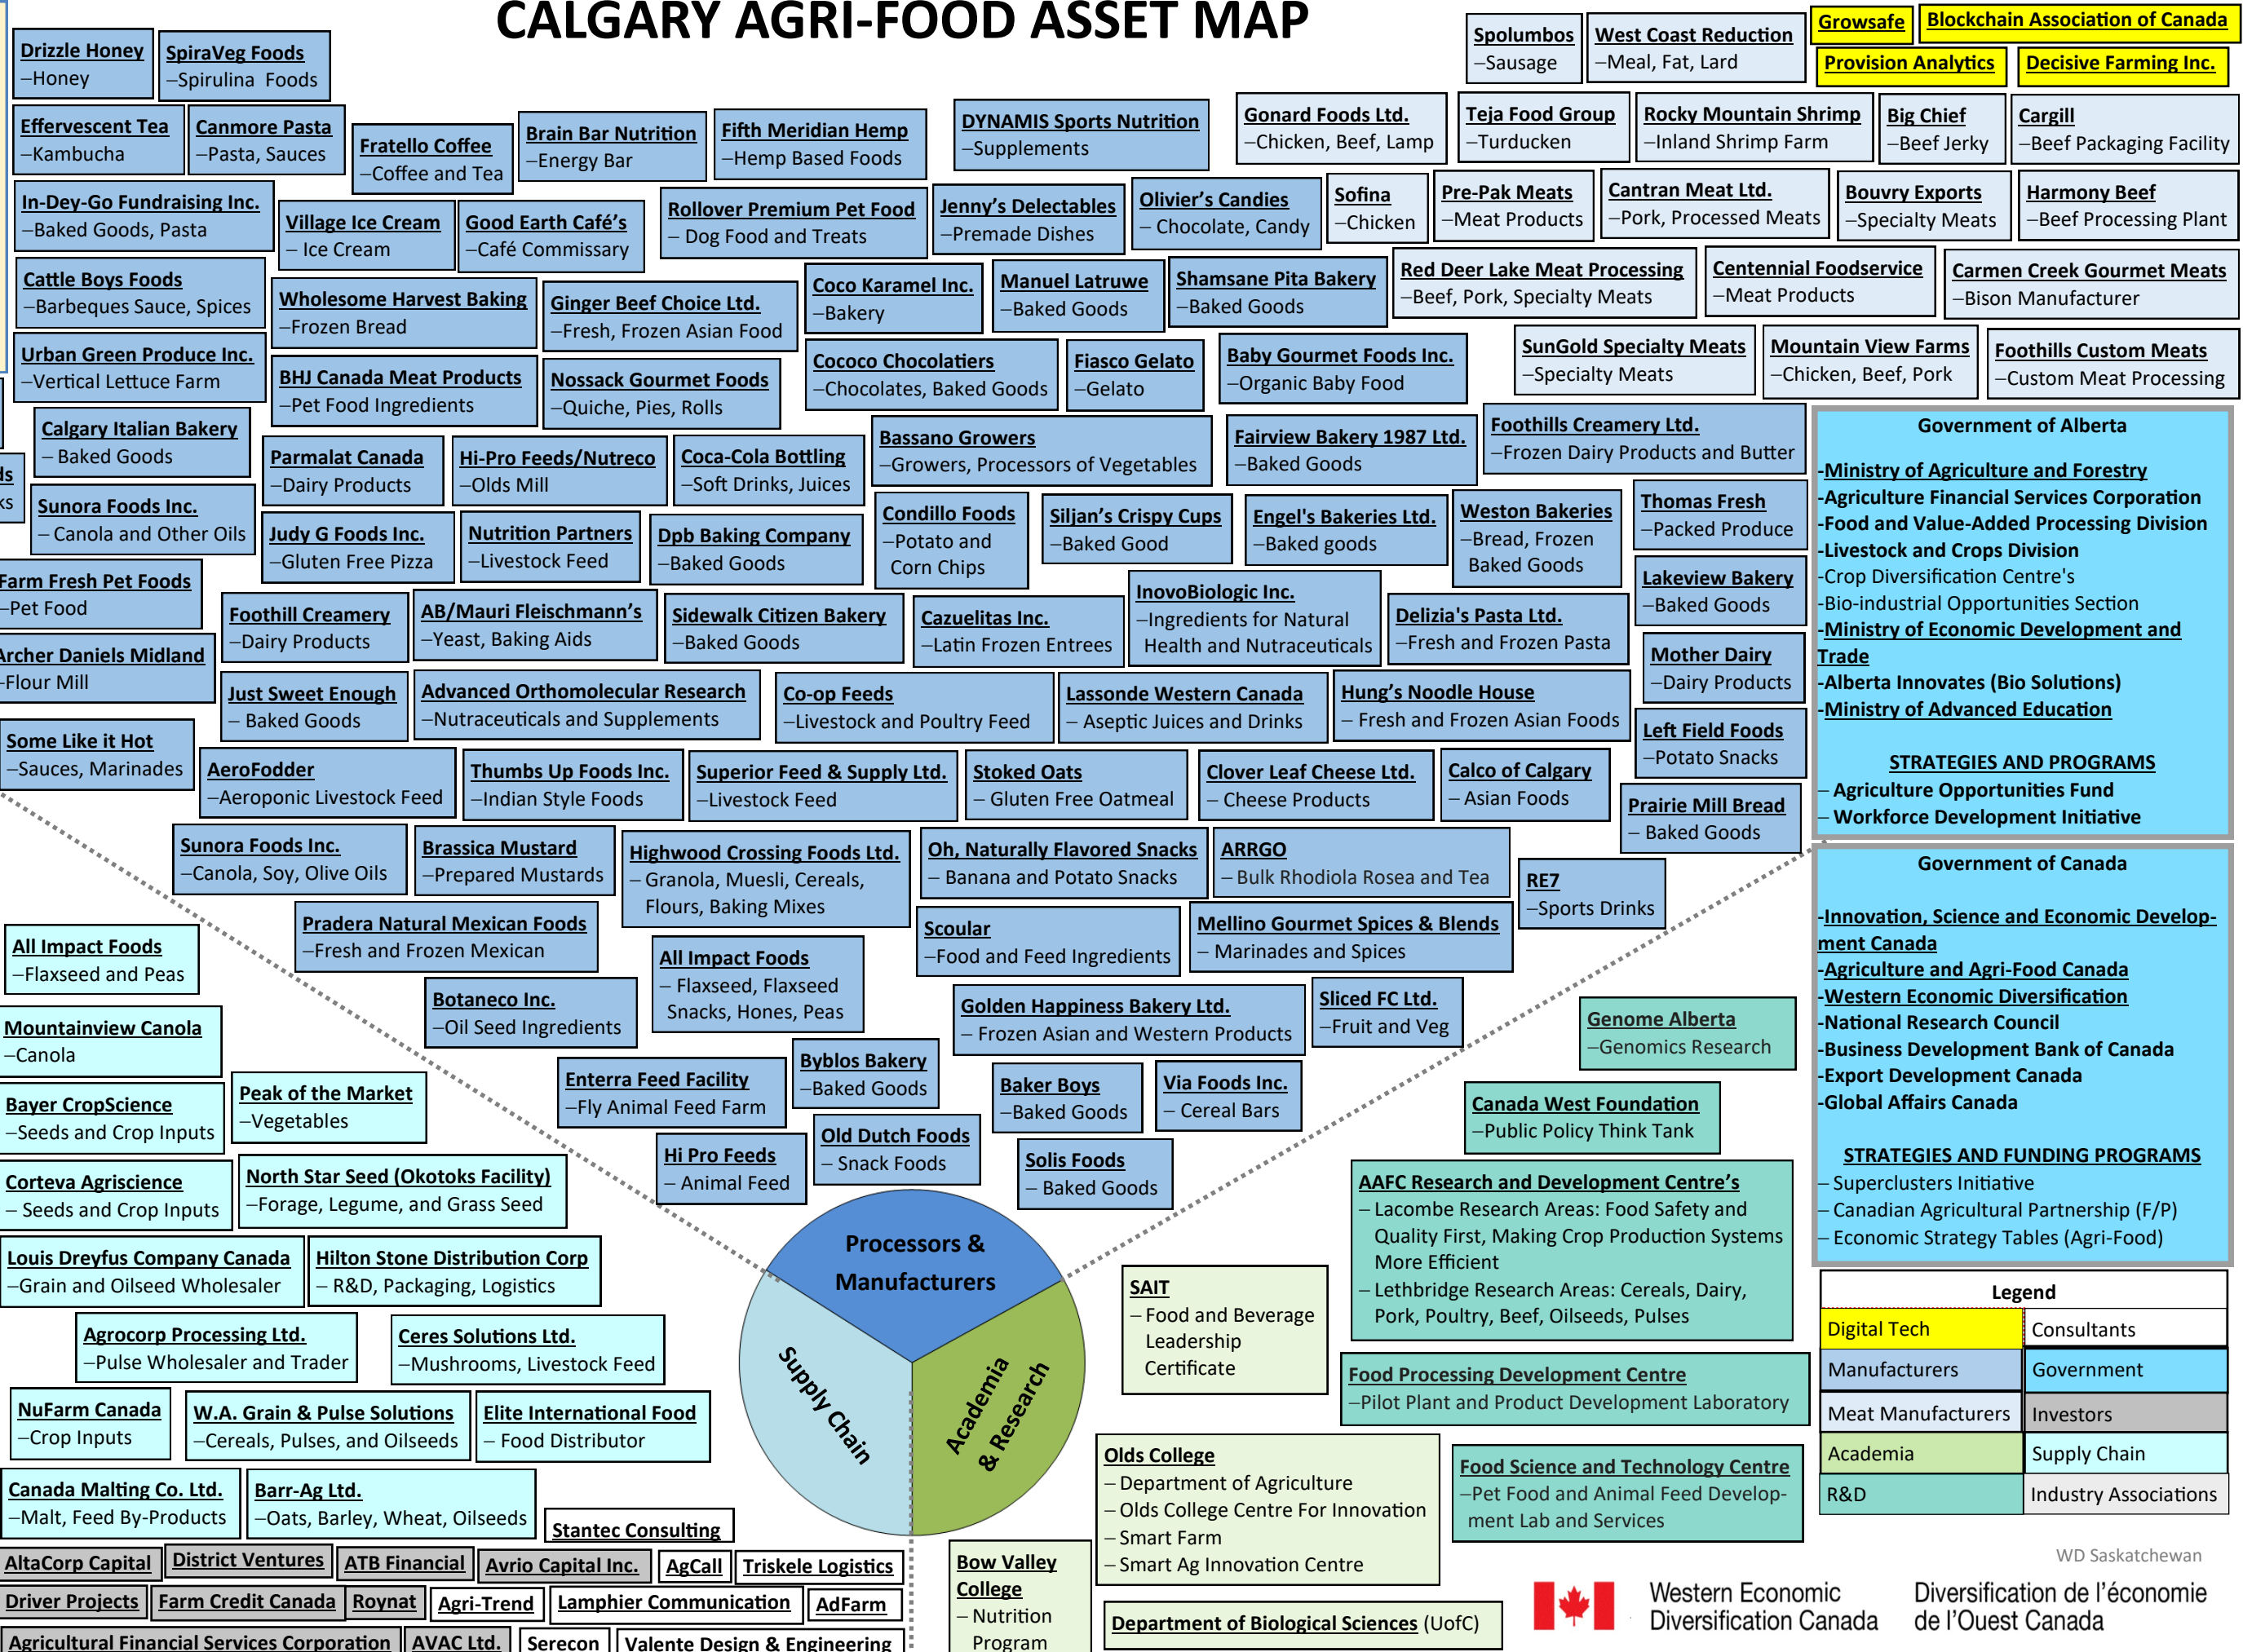 CALGARY AGRI-FOOD ASSET MAP
Drizzle Honey
–Honey
SpiraVeg Foods
–Spirulina Foods
Spolumbos
–Sausage
West Coast Reduction
–Meal, Fat, Lard
Growsafe
Blockchain Association of Canada
Provision Analytics
Decisive Farming Inc.
Effervescent Tea
–Kambucha
Canmore Pasta
–Pasta, Sauces
Fratello Coffee
–Coffee and Tea
Brain Bar Nutrition
–Energy Bar
Fifth Meridian Hemp
–Hemp Based Foods
DYNAMIS Sports Nutrition
–Supplements
Gonard Foods Ltd.
–Chicken, Beef, Lamp
Teja Food Group
–Turducken
Rocky Mountain Shrimp
–Inland Shrimp Farm
Big Chief
–Beef Jerky
Cargill
–Beef Packaging Facility
In-Dey-Go Fundraising Inc.
–Baked Goods, Pasta
Village Ice Cream
– Ice Cream
Good Earth Café's
–Café Commissary
Rollover Premium Pet Food
– Dog Food and Treats
Jenny's Delectables
–Premade Dishes
Olivier's Candies
– Chocolate, Candy
Sofina
–Chicken
Pre-Pak Meats
–Meat Products
Cantran Meat Ltd.
–Pork, Processed Meats
Bouvry Exports
–Specialty Meats
Harmony Beef
–Beef Processing Plant
Cattle Boys Foods
–Barbeques Sauce, Spices
Wholesome Harvest Baking
–Frozen Bread
Ginger Beef Choice Ltd.
–Fresh, Frozen Asian Food
Coco Karamel Inc.
–Bakery
Manuel Latruwe
–Baked Goods
Shamsane Pita Bakery
–Baked Goods
Red Deer Lake Meat Processing
–Beef, Pork, Specialty Meats
Centennial Foodservice
–Meat Products
Carmen Creek Gourmet Meats
–Bison Manufacturer
Urban Green Produce Inc.
–Vertical Lettuce Farm
BHJ Canada Meat Products
–Pet Food Ingredients
Nossack Gourmet Foods
–Quiche, Pies, Rolls
Cococo Chocolatiers
–Chocolates, Baked Goods
Fiasco Gelato
–Gelato
Baby Gourmet Foods Inc.
–Organic Baby Food
SunGold Specialty Meats
–Specialty Meats
Mountain View Farms
–Chicken, Beef, Pork
Foothills Custom Meats
–Custom Meat Processing
Calgary Italian Bakery
– Baked Goods
Parmalat Canada
–Dairy Products
Hi-Pro Feeds/Nutreco
–Olds Mill
Coca-Cola Bottling
–Soft Drinks, Juices
Bassano Growers
–Growers, Processors of Vegetables
Fairview Bakery 1987 Ltd.
–Baked Goods
Foothills Creamery Ltd.
–Frozen Dairy Products and Butter
ds
ks
Sunora Foods Inc.
– Canola and Other Oils
Judy G Foods Inc.
–Gluten Free Pizza
Nutrition Partners
–Livestock Feed
Dpb Baking Company
–Baked Goods
Condillo Foods
–Potato and
Corn Chips
Siljan's Crispy Cups
–Baked Good
Engel's Bakeries Ltd.
–Baked goods
Weston Bakeries
–Bread, Frozen
Baked Goods
Thomas Fresh
–Packed Produce
Farm Fresh Pet Foods
–Pet Food
Foothill Creamery
–Dairy Products
AB/Mauri Fleischmann's
–Yeast, Baking Aids
Sidewalk Citizen Bakery
–Baked Goods
Cazuelitas Inc.
–Latin Frozen Entrees
InovoBiologic Inc.
–Ingredients for Natural
Health and Nutraceuticals
Delizia's Pasta Ltd.
–Fresh and Frozen Pasta
Lakeview Bakery
–Baked Goods
Archer Daniels Midland
–Flour Mill
Just Sweet Enough
– Baked Goods
Advanced Orthomolecular Research
–Nutraceuticals and Supplements
Co-op Feeds
–Livestock and Poultry Feed
Lassonde Western Canada
– Aseptic Juices and Drinks
Hung's Noodle House
– Fresh and Frozen Asian Foods
Mother Dairy
–Dairy Products
Some Like it Hot
–Sauces, Marinades
AeroFodder
–Aeroponic Livestock Feed
Thumbs Up Foods Inc.
–Indian Style Foods
Superior Feed & Supply Ltd.
–Livestock Feed
Stoked Oats
– Gluten Free Oatmeal
Clover Leaf Cheese Ltd.
– Cheese Products
Calco of Calgary
– Asian Foods
Left Field Foods
–Potato Snacks
Prairie Mill Bread
– Baked Goods
Sunora Foods Inc.
–Canola, Soy, Olive Oils
Brassica Mustard
–Prepared Mustards
Highwood Crossing Foods Ltd.
– Granola, Muesli, Cereals,
Flours, Baking Mixes
Oh, Naturally Flavored Snacks
– Banana and Potato Snacks
ARRGO
– Bulk Rhodiola Rosea and Tea
RE7
–Sports Drinks
Pradera Natural Mexican Foods
–Fresh and Frozen Mexican
All Impact Foods
– Flaxseed, Flaxseed
Snacks, Hones, Peas
Scoular
–Food and Feed Ingredients
Mellino Gourmet Spices & Blends
– Marinades and Spices
Botaneco Inc.
–Oil Seed Ingredients
Golden Happiness Bakery Ltd.
– Frozen Asian and Western Products
Sliced FC Ltd.
–Fruit and Veg
Enterra Feed Facility
–Fly Animal Feed Farm
Byblos Bakery
–Baked Goods
Baker Boys
–Baked Goods
Via Foods Inc.
– Cereal Bars
Hi Pro Feeds
– Animal Feed
Old Dutch Foods
– Snack Foods
Solis Foods
– Baked Goods
Government of Alberta
-Ministry of Agriculture and Forestry
-Agriculture Financial Services Corporation
-Food and Value-Added Processing Division
-Livestock and Crops Division
-Crop Diversification Centre's
-Bio-industrial Opportunities Section
-Ministry of Economic Development and
Trade
-Alberta Innovates (Bio Solutions)
-Ministry of Advanced Education
STRATEGIES AND PROGRAMS
– Agriculture Opportunities Fund
– Workforce Development Initiative
Government of Canada
-Innovation, Science and Economic Develop-
ment Canada
-Agriculture and Agri-Food Canada
-Western Economic Diversification
-National Research Council
-Business Development Bank of Canada
-Export Development Canada
-Global Affairs Canada
STRATEGIES AND FUNDING PROGRAMS
– Superclusters Initiative
– Canadian Agricultural Partnership (F/P)
– Economic Strategy Tables (Agri-Food)
All Impact Foods
–Flaxseed and Peas
Mountainview Canola
–Canola
Bayer CropScience
–Seeds and Crop Inputs
Peak of the Market
–Vegetables
Corteva Agriscience
– Seeds and Crop Inputs
North Star Seed (Okotoks Facility)
–Forage, Legume, and Grass Seed
Louis Dreyfus Company Canada
–Grain and Oilseed Wholesaler
Hilton Stone Distribution Corp
– R&D, Packaging, Logistics
Agrocorp Processing Ltd.
–Pulse Wholesaler and Trader
Ceres Solutions Ltd.
–Mushrooms, Livestock Feed
NuFarm Canada
–Crop Inputs
W.A. Grain & Pulse Solutions
–Cereals, Pulses, and Oilseeds
Elite International Food
– Food Distributor
Canada Malting Co. Ltd.
–Malt, Feed By-Products
Barr-Ag Ltd.
–Oats, Barley, Wheat, Oilseeds
Processors &
Manufacturers
Supply Chain
Academia
& Research
Genome Alberta
–Genomics Research
Canada West Foundation
–Public Policy Think Tank
AAFC Research and Development Centre's
– Lacombe Research Areas: Food Safety and
Quality First, Making Crop Production Systems
More Efficient
– Lethbridge Research Areas: Cereals, Dairy,
Pork, Poultry, Beef, Oilseeds, Pulses
SAIT
– Food and Beverage
Leadership
Certificate
Food Processing Development Centre
–Pilot Plant and Product Development Laboratory
Olds College
– Department of Agriculture
– Olds College Centre For Innovation
– Smart Farm
– Smart Ag Innovation Centre
Food Science and Technology Centre
–Pet Food and Animal Feed Develop-
ment Lab and Services
Bow Valley
College
– Nutrition
Program
Department of Biological Sciences (UofC)
Stantec Consulting
AltaCorp Capital
District Ventures
ATB Financial
Avrio Capital Inc.
AgCall
Triskele Logistics
Driver Projects
Farm Credit Canada
Roynat
Agri-Trend
Lamphier Communication
AdFarm
Agricultural Financial Services Corporation
AVAC Ltd.
Serecon
Valente Design & Engineering
Legend
Digital Tech
Consultants
Manufacturers
Government
Meat Manufacturers
Investors
Academia
Supply Chain
R&D
Industry Associations
WD Saskatchewan
Western Economic
Diversification Canada
Diversification de l'économie
de l'Ouest Canada